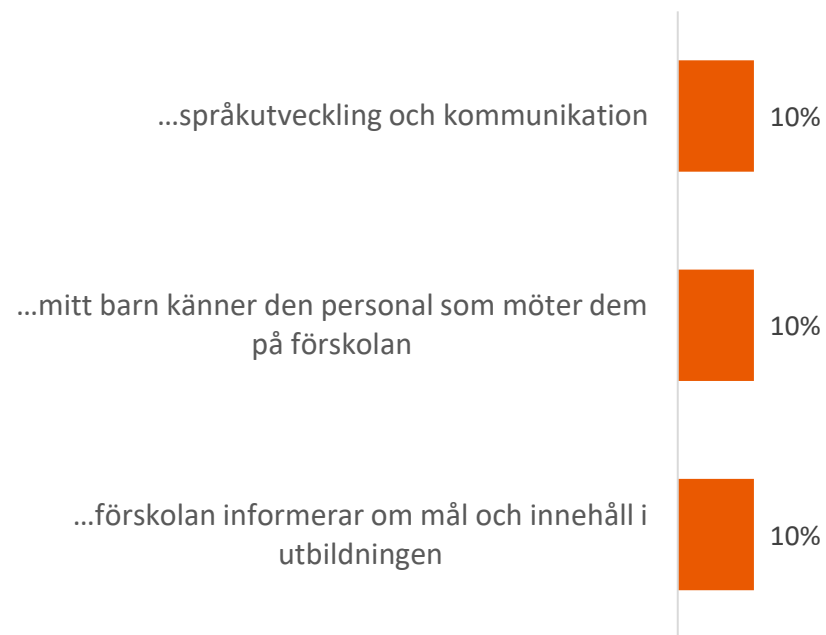 …språkutveckling och kommunikation
10%
…mitt barn känner den personal som möter dem
på förskolan
10%
…förskolan informerar om mål och innehåll i
utbildningen
10%